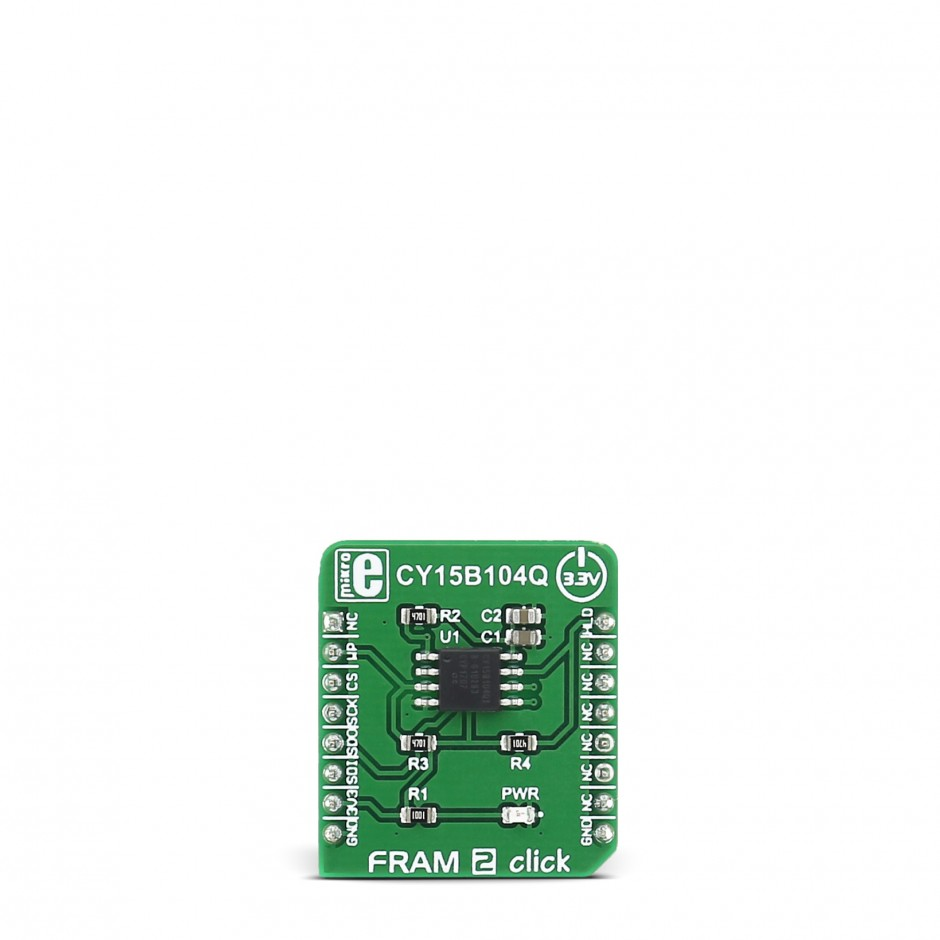 mikro e
CY15B104Q
3.3V
4701 R2 C2
U1 C1
NC
WP
CS
SCK
SDO
SDI
3V3
GND
HLD
NC
NC
NC
NC
NC
NC
GND
4701
4701
R3 R4
R1 PWR
1001
FRAM 2 click